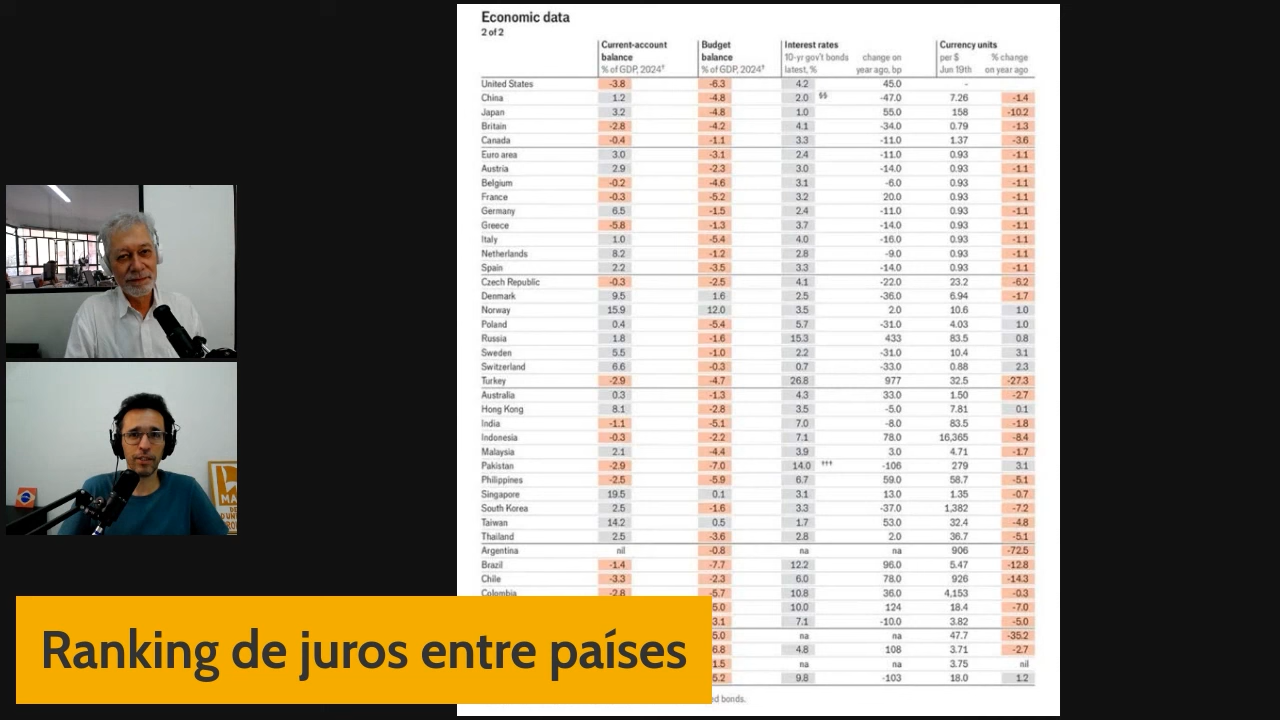 Economic data
2 of 2
Current-account balance % of GDP, 2024† Budget balance % of GDP, 2024† Interest rates 10-yr gov't bonds latest, % change on year ago, bp Currency units per $ Jun 19th % change on year ago
United States -3.8 -6.3 4.2 45.0 -
China 1.2 -4.8 2.0 §§ -47.0 7.26 -1.4
Japan 3.2 -4.8 1.0 55.0 158 -10.2
Britain -2.8 -4.2 4.1 -34.0 0.79 -1.3
Canada -0.4 -1.1 3.3 -11.0 1.37 -3.6
Euro area 3.0 -3.1 2.4 -11.0 0.93 -1.1
Austria 2.9 -2.3 3.0 -14.0 0.93 -1.1
Belgium -0.2 -4.6 3.1 -6.0 0.93 -1.1
France -0.3 -5.2 3.2 20.0 0.93 -1.1
Germany 6.5 -1.5 2.4 -11.0 0.93 -1.1
Greece -5.8 -1.3 3.7 -14.0 0.93 -1.1
Italy 1.0 -5.4 4.0 -16.0 0.93 -1.1
Netherlands 8.2 -1.2 2.8 -9.0 0.93 -1.1
Spain 2.2 -3.5 3.3 -14.0 0.93 -1.1
Czech Republic -0.3 -2.5 4.1 -22.0 23.2 -6.2
Denmark 9.5 1.6 2.5 -36.0 6.94 -1.7
Norway 15.9 12.0 3.5 2.0 10.6 1.0
Poland 0.4 -5.4 5.7 -31.0 4.03 1.0
Russia 1.8 -1.6 15.3 433 83.5 0.8
Sweden 5.5 -1.0 2.2 -31.0 10.4 3.1
Switzerland 6.6 -0.3 0.7 -33.0 0.88 2.3
Turkey -2.9 -4.7 26.8 977 32.5 -27.3
Australia 0.3 -1.3 4.3 33.0 1.50 -2.7
Hong Kong 8.1 -2.8 3.5 -5.0 7.81 0.1
India -1.1 -5.1 7.0 -8.0 83.5 -1.8
Indonesia -0.3 -2.2 7.1 78.0 16,365 -8.4
Malaysia 2.1 -4.4 3.9 3.0 4.71 -1.7
Pakistan -2.9 -7.0 14.0 ††† -106 279 3.1
Philippines -2.5 -5.9 6.7 59.0 58.7 -5.1
Singapore 19.5 0.1 3.1 13.0 1.35 -0.7
South Korea 2.5 -1.6 3.3 -37.0 1,382 -7.2
Taiwan 14.2 0.5 1.7 53.0 32.4 -4.8
Thailand 2.5 -3.6 2.8 2.0 36.7 -5.1
Argentina nil -0.8 na na 906 -72.5
Brazil -1.4 -7.7 12.2 96.0 5.47 -12.8
Chile -3.3 -2.3 6.0 78.0 926 -14.3
Colombia -2.8 -5.7 10.8 36.0 4,153 -0.3
5.0 10.0 124 18.4 -7.0
3.1 7.1 -10.0 3.82 -5.0
5.0 na na 47.7 -35.2
6.8 4.8 108 3.71 -2.7
1.5 na na 3.75 nil
5.2 9.8 -103 18.0 1.2
bonds.
Ranking de juros entre países